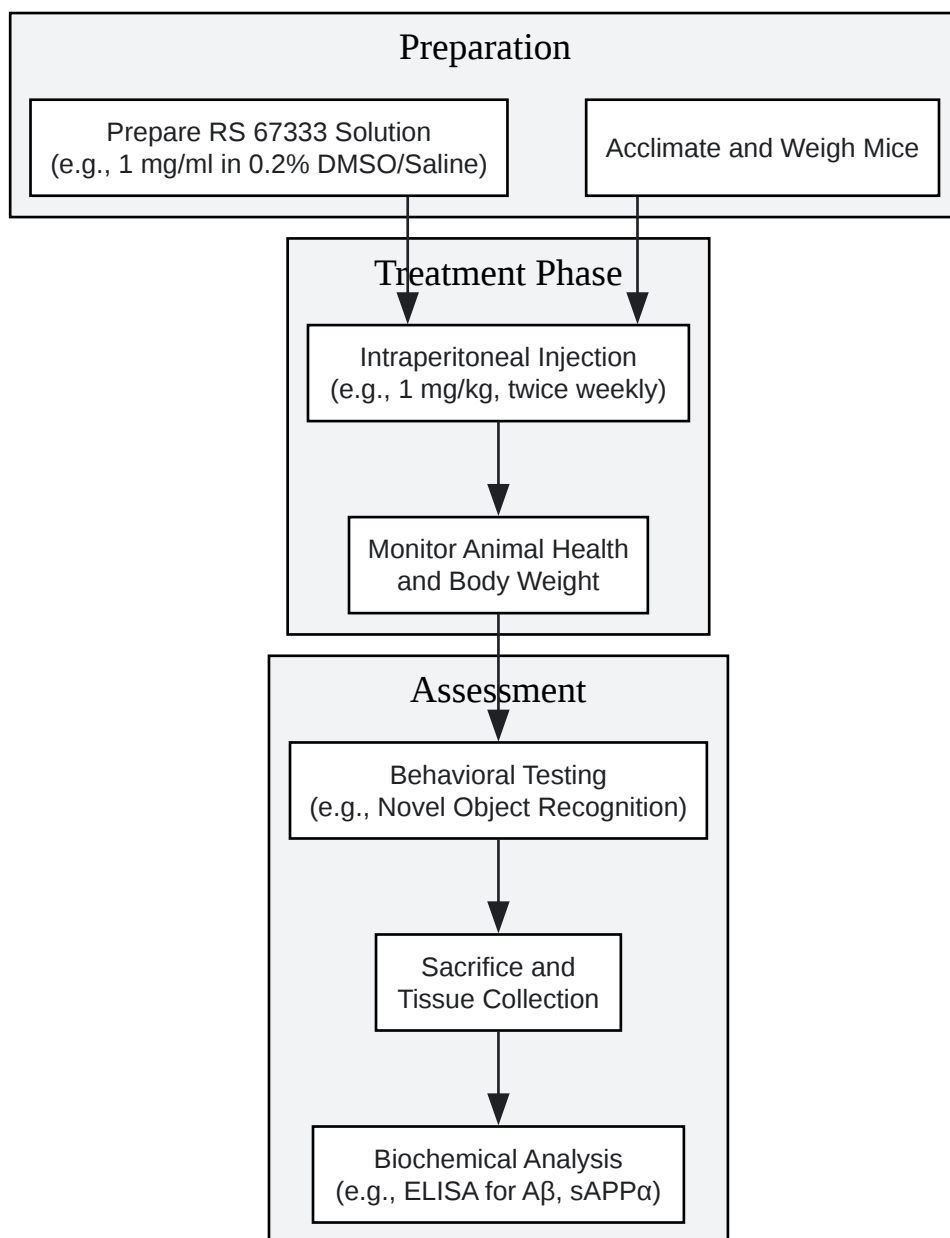 Preparation
Prepare RS 67333 Solution
(e.g., 1 mg/ml in 0.2% DMSO/Saline)
Acclimate and Weigh Mice
Treatment Phase
Intraperitoneal Injection
(e.g., 1 mg/kg, twice weekly)
Monitor Animal Health
and Body Weight
Assessment
Behavioral Testing
(e.g., Novel Object Recognition)
Sacrifice and
Tissue Collection
Biochemical Analysis
(e.g., ELISA for Aβ, sAPPα)